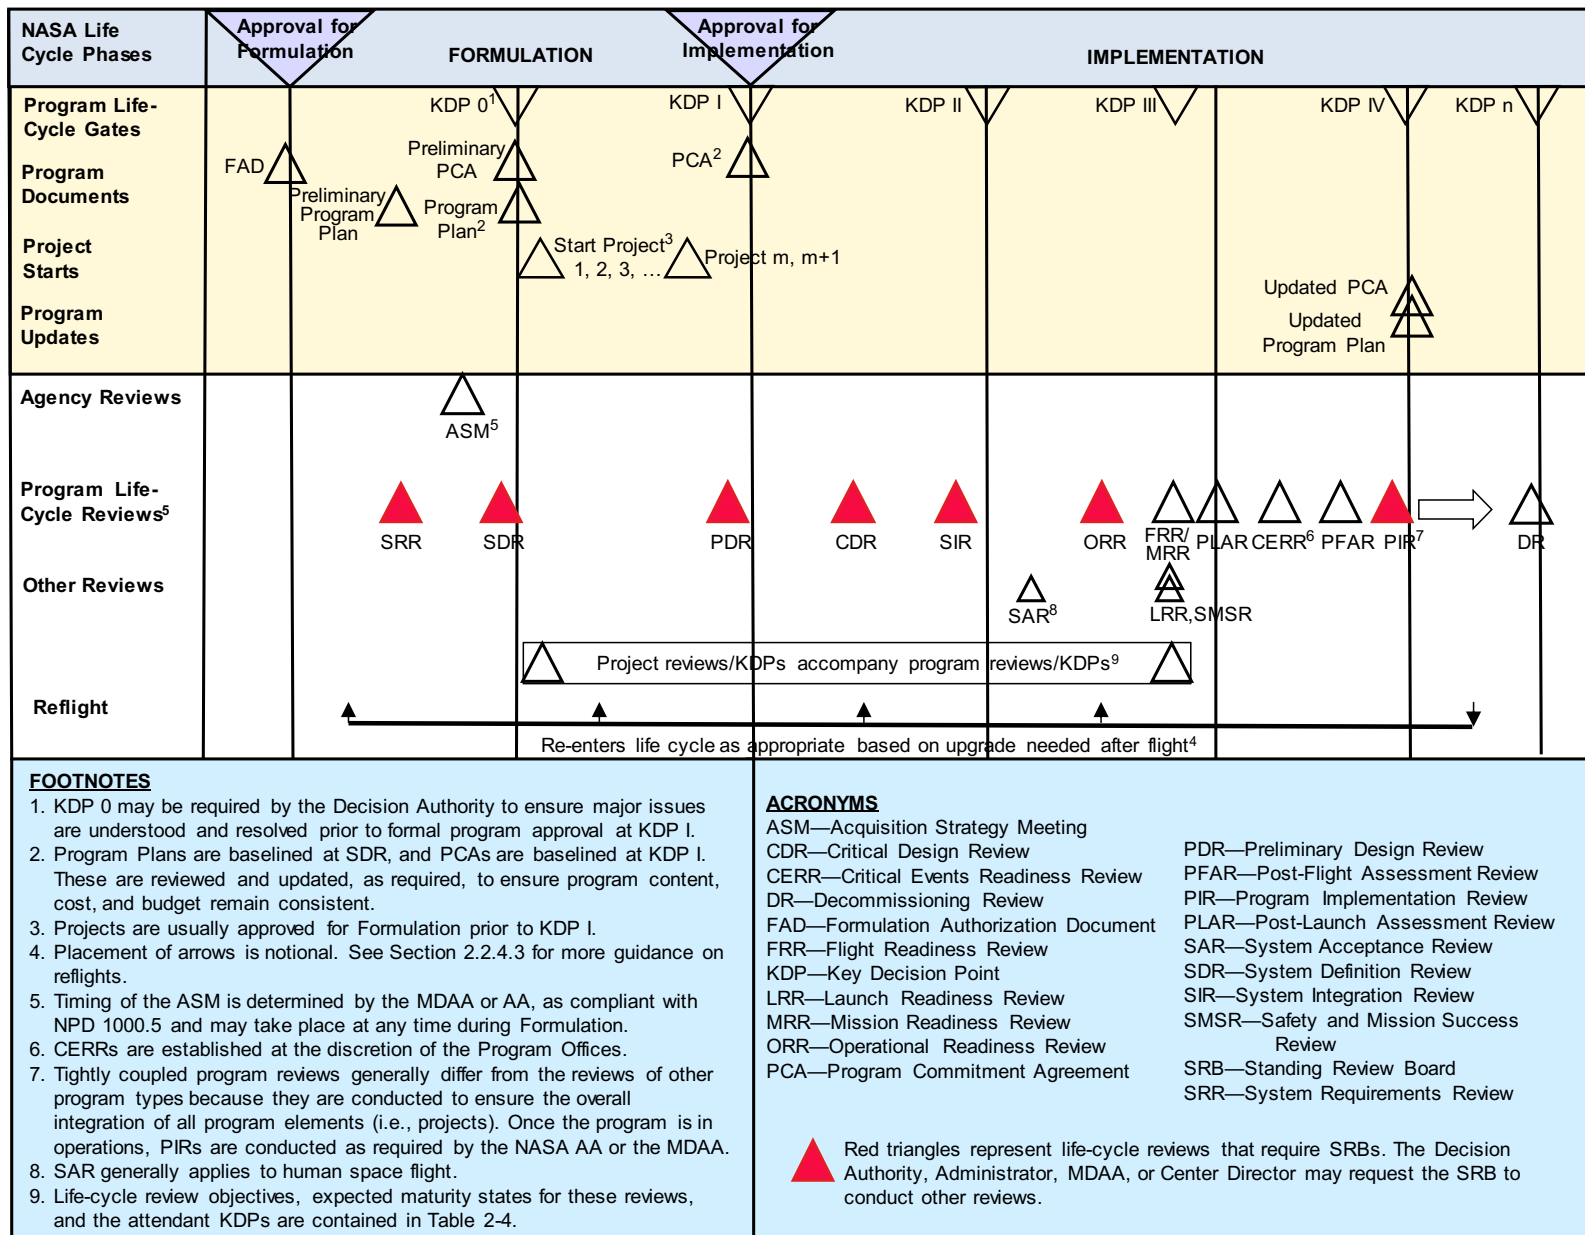 NASA Life
Cycle Phases
Approval for
Formulation
FORMULATION
Approval for
Implementation
IMPLEMENTATION
Program Life-
Cycle Gates
KDP 0¹
KDP I
KDP II
KDP III
KDP IV
KDP n
Program
Documents
FAD
Preliminary
Program
Plan
Preliminary
PCA
Program
Plan²
PCA²
Project
Starts
Start Project³
1, 2, 3, …
Project m, m+1
Program
Updates
Updated PCA
Updated
Program Plan
Agency Reviews
ASM⁵
Program Life-
Cycle Reviews⁵
SRR
SDR
PDR
CDR
SIR
ORR
FRR/
MRR
PLAR
CERR⁶
PFAR
PIR⁷
DR
Other Reviews
SAR⁸
LRR,SMSR
Project reviews/KDPs accompany program reviews/KDPs⁹
Reflight
Re-enters life cycle as appropriate based on upgrade needed after flight⁴
FOOTNOTES
1. KDP 0 may be required by the Decision Authority to ensure major issues
are understood and resolved prior to formal program approval at KDP I.
2. Program Plans are baselined at SDR, and PCAs are baselined at KDP I.
These are reviewed and updated, as required, to ensure program content,
cost, and budget remain consistent.
3. Projects are usually approved for Formulation prior to KDP I.
4. Placement of arrows is notional. See Section 2.2.4.3 for more guidance on
reflights.
5. Timing of the ASM is determined by the MDAA or AA, as compliant with
NPD 1000.5 and may take place at any time during Formulation.
6. CERRs are established at the discretion of the Program Offices.
7. Tightly coupled program reviews generally differ from the reviews of other
program types because they are conducted to ensure the overall
integration of all program elements (i.e., projects). Once the program is in
operations, PIRs are conducted as required by the NASA AA or the MDAA.
8. SAR generally applies to human space flight.
9. Life-cycle review objectives, expected maturity states for these reviews,
and the attendant KDPs are contained in Table 2-4.
ACRONYMS
ASM—Acquisition Strategy Meeting
CDR—Critical Design Review
CERR—Critical Events Readiness Review
DR—Decommissioning Review
FAD—Formulation Authorization Document
FRR—Flight Readiness Review
KDP—Key Decision Point
LRR—Launch Readiness Review
MRR—Mission Readiness Review
ORR—Operational Readiness Review
PCA—Program Commitment Agreement
PDR—Preliminary Design Review
PFAR—Post-Flight Assessment Review
PIR—Program Implementation Review
PLAR—Post-Launch Assessment Review
SAR—System Acceptance Review
SDR—System Definition Review
SIR—System Integration Review
SMSR—Safety and Mission Success
Review
SRB—Standing Review Board
SRR—System Requirements Review
Red triangles represent life-cycle reviews that require SRBs. The Decision
Authority, Administrator, MDAA, or Center Director may request the SRB to
conduct other reviews.